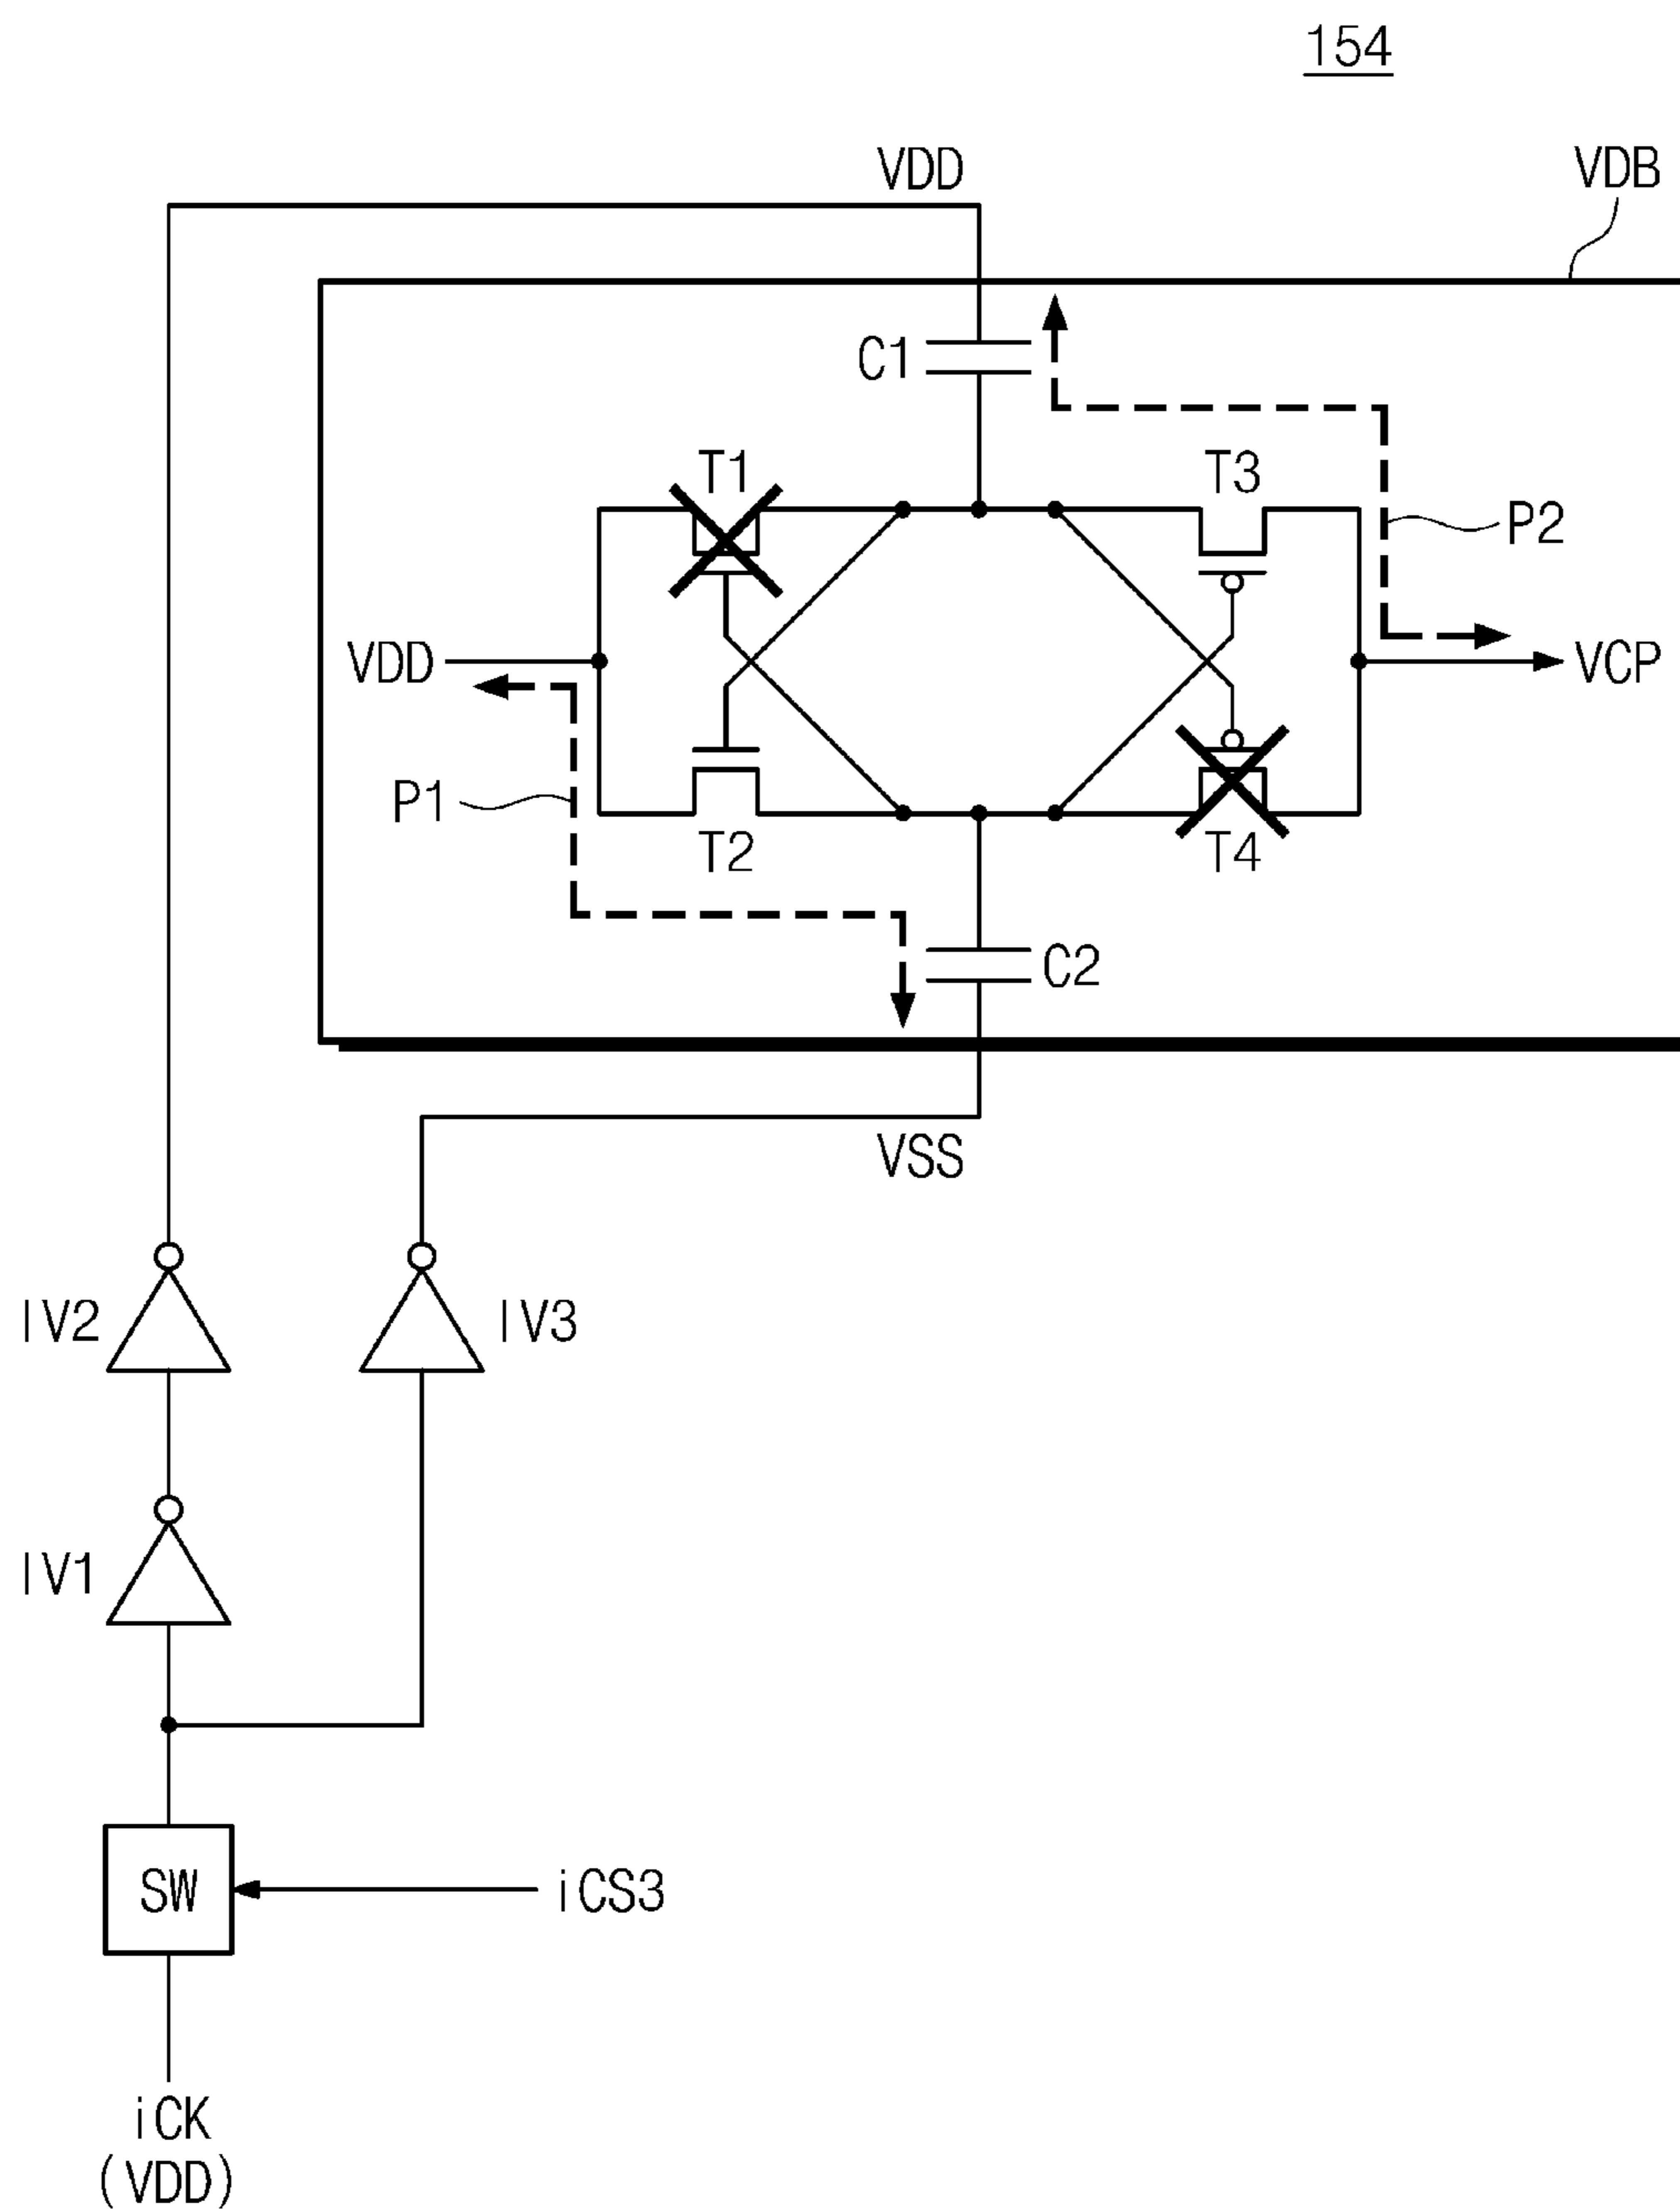 154
VDD
VDB
C1
T1
T3
P2
VDD
VCP
P1
T2
T4
C2
VSS
IV2
IV3
IV1
SW
iCS3
iCK
(VDD)